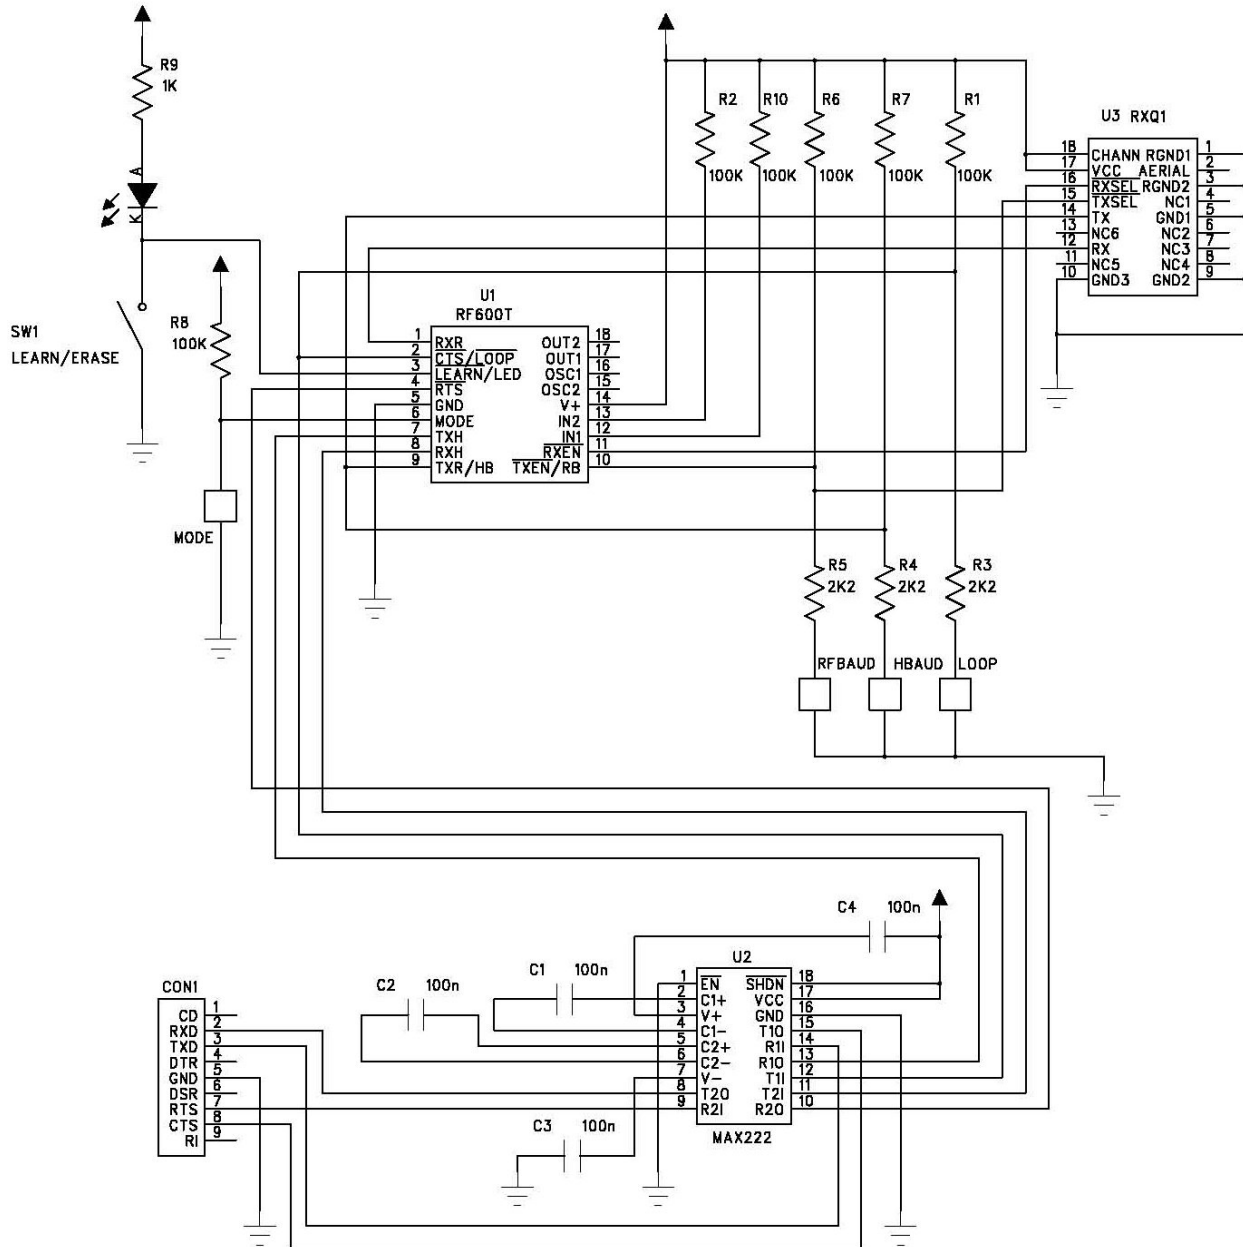 R9
1K
A
K
SW1
LEARN/ERASE
R8
100K
MODE
U1
RF600T
1 RXR OUT2 18
2 CTS/LOOP OUT1 17
3 LEARN/LED OSC1 16
4 RTS OSC2 15
5 GND V+ 14
6 MODE IN2 13
7 TXH IN1 12
8 RXH RXEN 11
9 TXR/HB TXEN/RB 10
R2 R10 R6 R7 R1
100K 100K 100K 100K 100K
U3 RXQ1
18 CHANN RGND1 1
17 VCC AERIAL 2
16 RXSEL RGND2 3
15 TXSEL NC1 4
14 TX GND1 5
13 NC6 NC2 6
12 RX NC3 7
11 NC5 NC4 8
10 GND3 GND2 9
R5 R4 R3
2K2 2K2 2K2
RFBAUD HBAUD LOOP
C4 100n
C1 100n
C2 100n
C3 100n
U2
1 EN SHDN 18
2 C1+ VCC 17
3 V+ GND 16
4 C1- T1O 15
5 C2+ R1I 14
6 C2- R1O 13
7 V- T1I 12
8 T2O T2I 11
9 R2I R2O 10
MAX222
CON1
CD 1
RXD 2
TXD 3
DTR 4
GND 5
DSR 6
RTS 7
CTS 8
RI 9